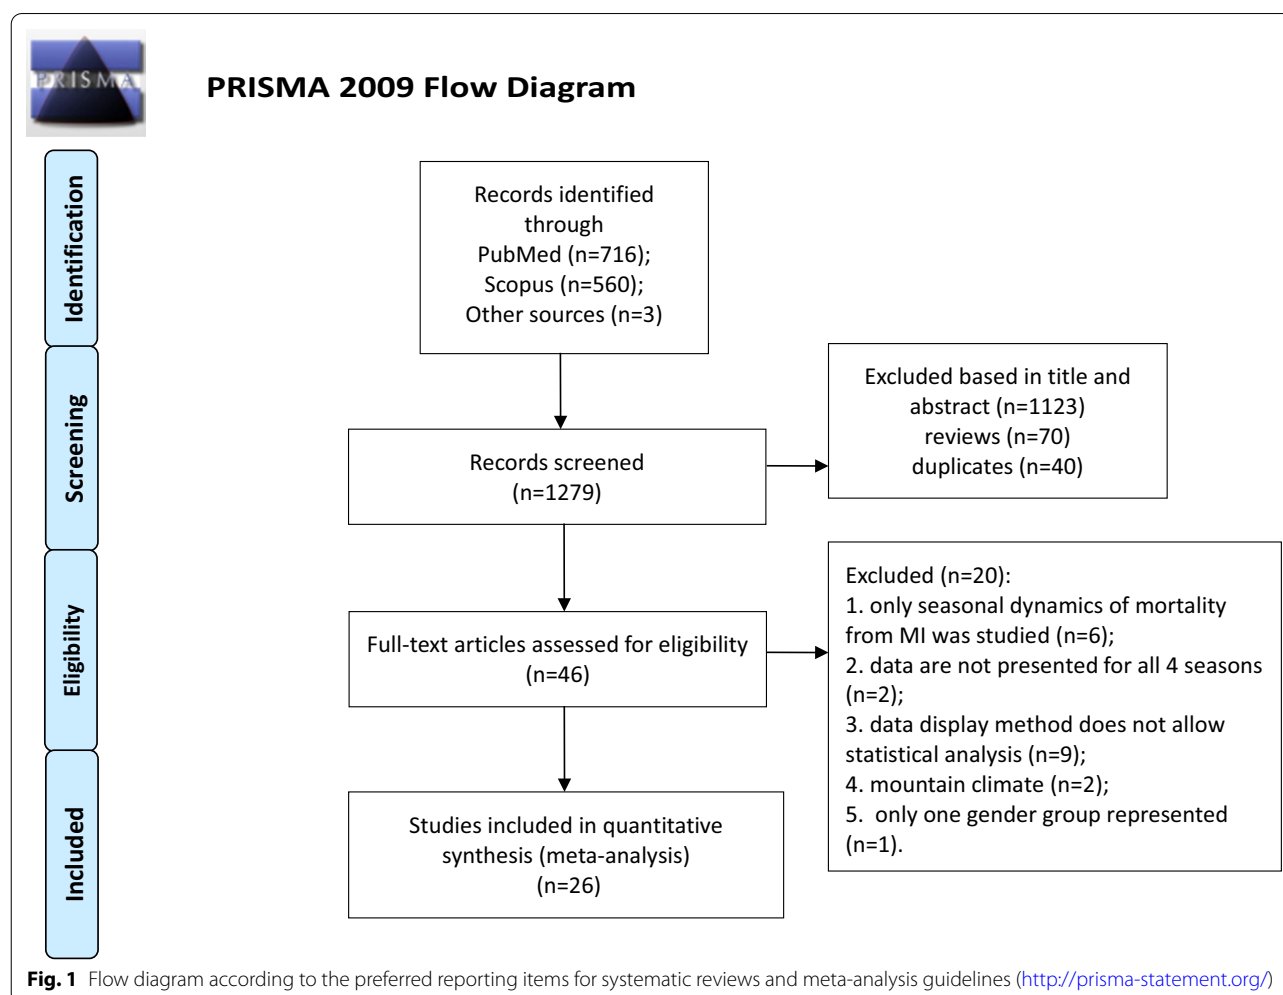 PRISMA
PRISMA 2009 Flow Diagram
Identification
Records identified
through
PubMed (n=716);
Scopus (n=560);
Other sources (n=3)
Screening
Excluded based in title and
abstract (n=1123)
reviews (n=70)
duplicates (n=40)
Records screened
(n=1279)
Eligibility
Full-text articles assessed for eligibility
(n=46)
Excluded (n=20):
1. only seasonal dynamics of mortality
from MI was studied (n=6);
2. data are not presented for all 4 seasons
(n=2);
3. data display method does not allow
statistical analysis (n=9);
4. mountain climate (n=2);
5. only one gender group represented
(n=1).
Included
Studies included in quantitative
synthesis (meta-analysis)
(n=26)
Fig. 1 Flow diagram according to the preferred reporting items for systematic reviews and meta-analysis guidelines (http://prisma-statement.org/)